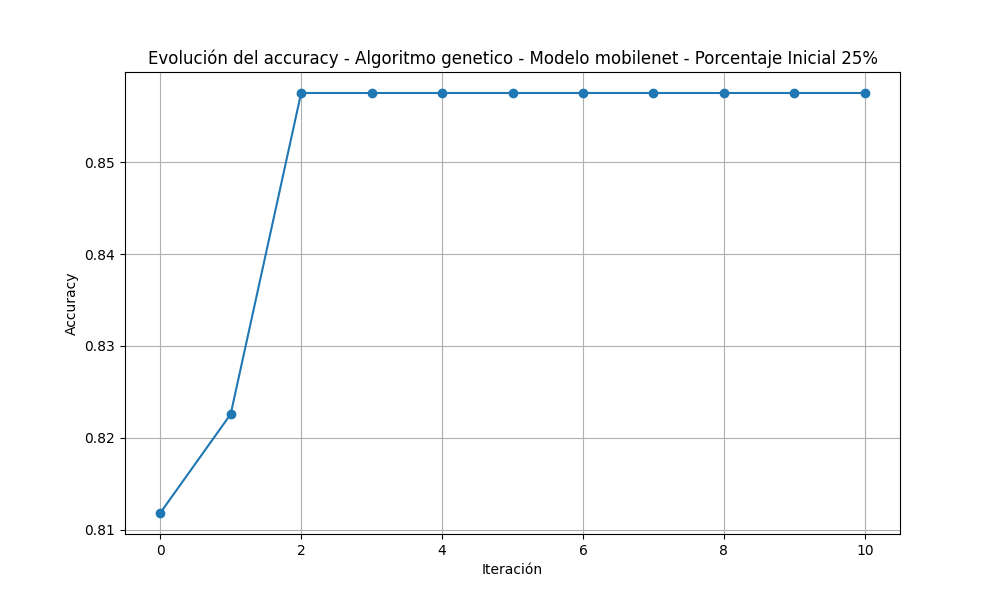 Evolución del accuracy - Algoritmo genetico - Modelo mobilenet - Porcentaje Inicial 25%
0.85
0.84
0.83
0.82
0.81
Accuracy
0 2 4 6 8 10
Iteración